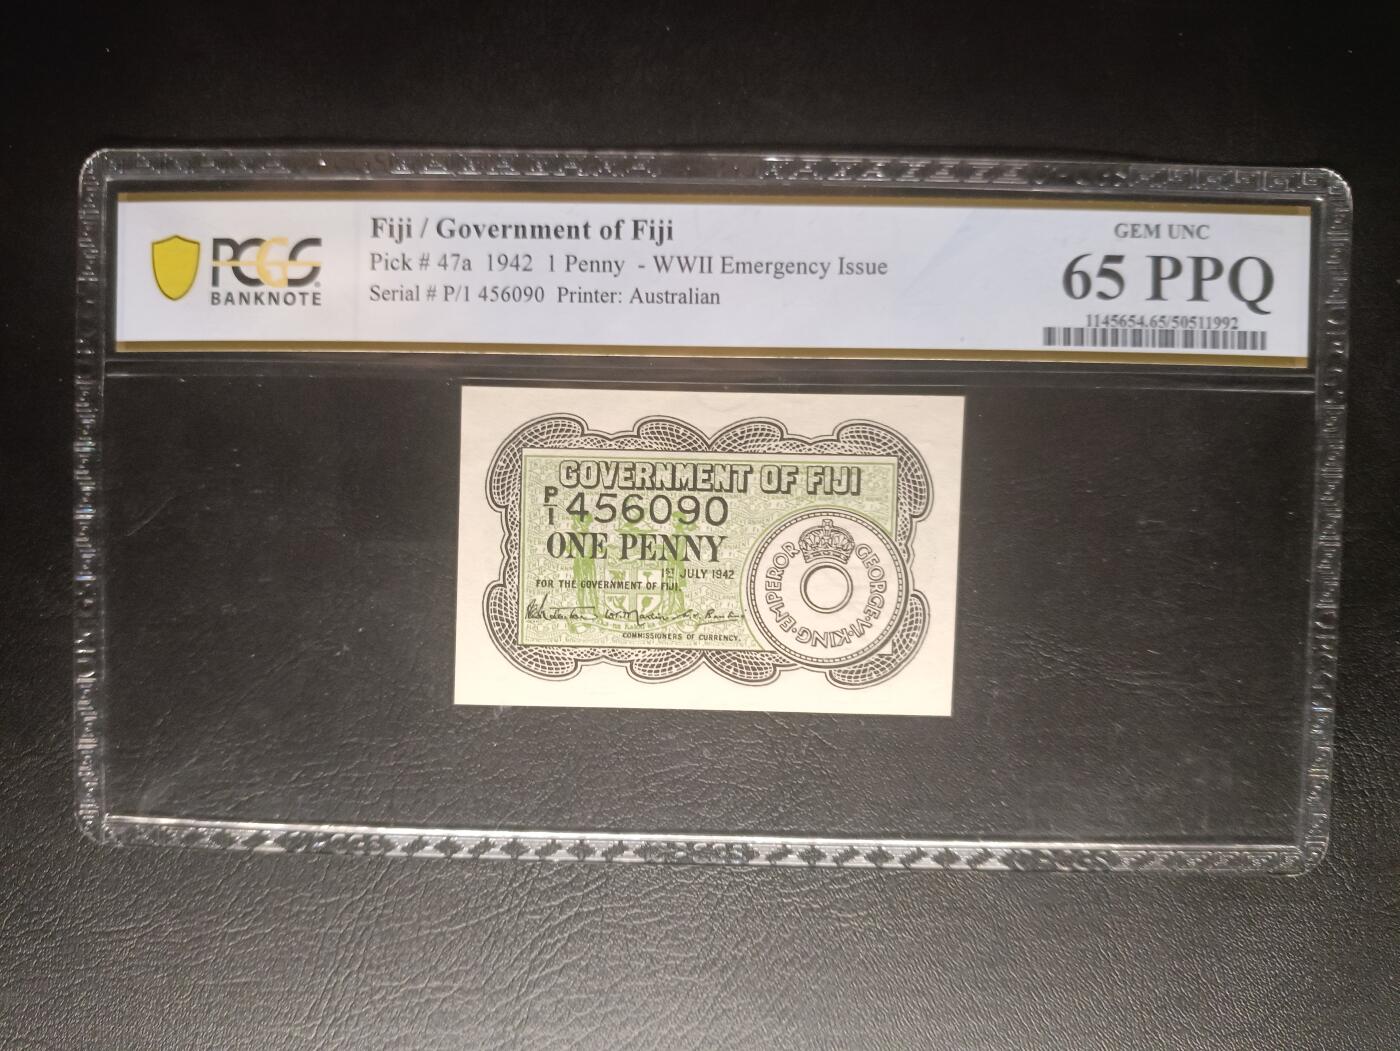 PCGS
BANKNOTE
Fiji / Government of Fiji
Pick # 47a 1942 1 Penny - WWII Emergency Issue
Serial # P/1 456090 Printer: Australian
GEM UNC
65 PPQ
1145654.65/50511992
GOVERNMENT OF FIJI
P/1 456090
ONE PENNY
1ST JULY 1942
FOR THE GOVERNMENT OF FIJI.
COMMISSIONERS OF CURRENCY.
GEORGE·VI·KING·EMPEROR